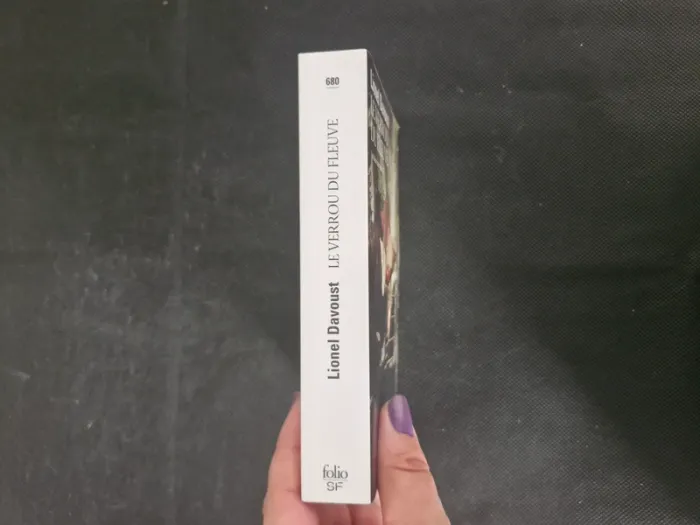 680
Lionel Davoust LE VERROU DU FLEUVE
folio
SF